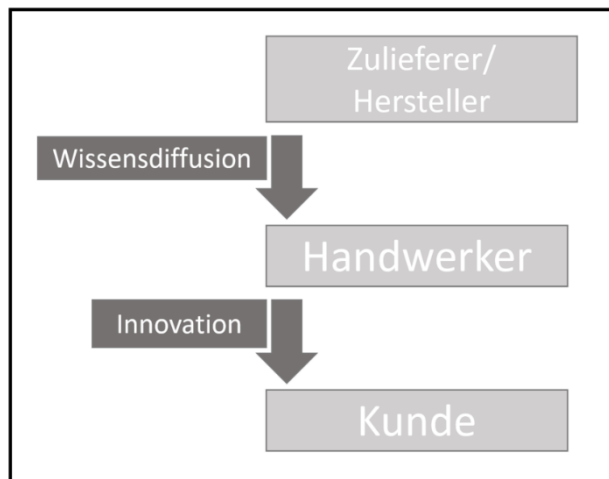 Zulieferer/
Hersteller
Wissensdiffusion
Handwerker
Innovation
Kunde